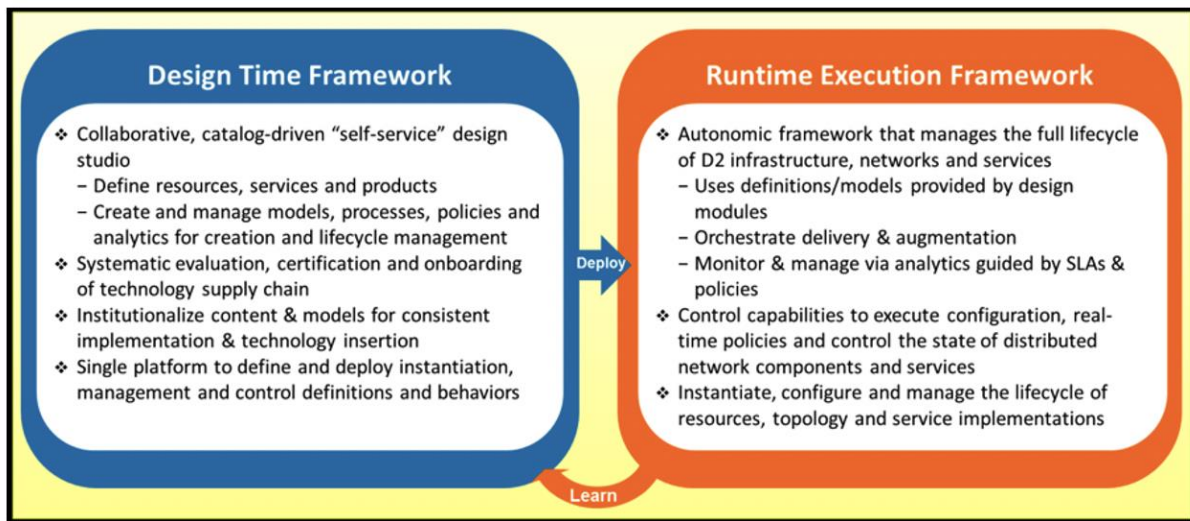 Design Time Framework
❖ Collaborative, catalog-driven “self-service” design
studio
− Define resources, services and products
− Create and manage models, processes, policies and
analytics for creation and lifecycle management
❖ Systematic evaluation, certification and onboarding
of technology supply chain
❖ Institutionalize content & models for consistent
implementation & technology insertion
❖ Single platform to define and deploy instantiation,
management and control definitions and behaviors
Deploy
Runtime Execution Framework
❖ Autonomic framework that manages the full lifecycle
of D2 infrastructure, networks and services
− Uses definitions/models provided by design
modules
− Orchestrate delivery & augmentation
− Monitor & manage via analytics guided by SLAs &
policies
❖ Control capabilities to execute configuration, real-
time policies and control the state of distributed
network components and services
❖ Instantiate, configure and manage the lifecycle of
resources, topology and service implementations
Learn